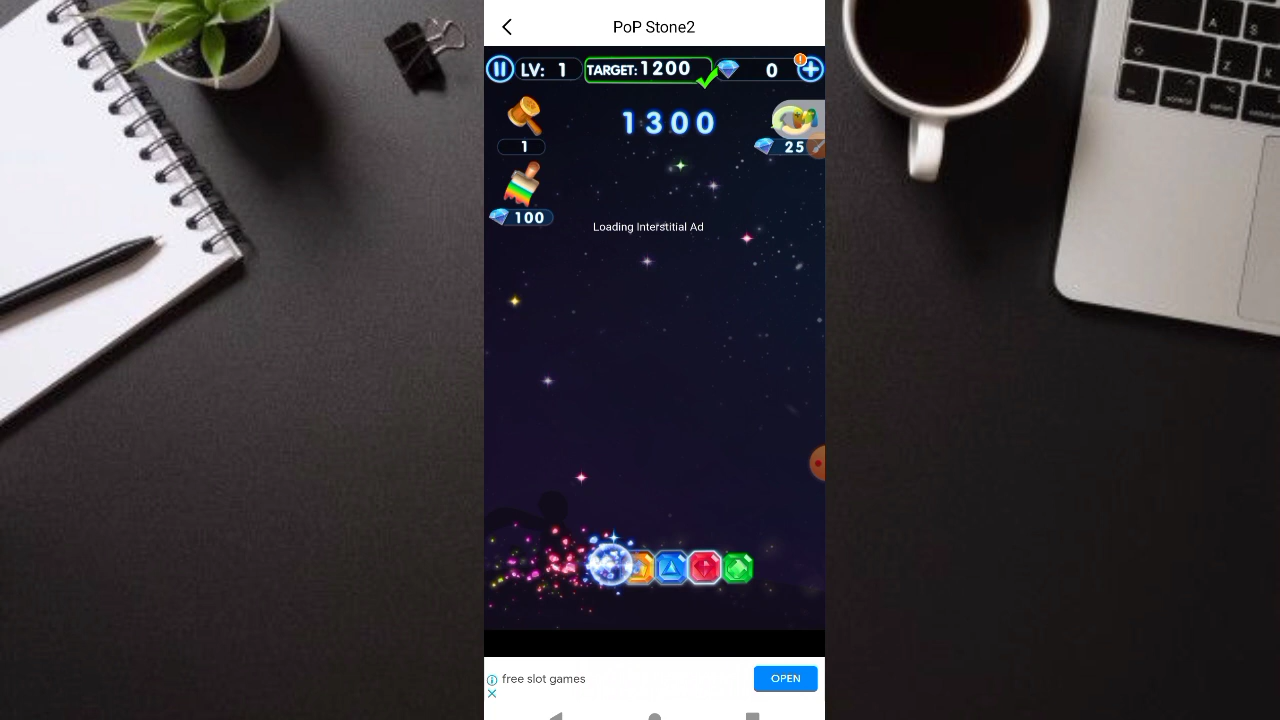 PoP Stone2
LV: 1
TARGET:1200
0
1300
1
25
100
Loading Interstitial Ad
free slot games
OPEN